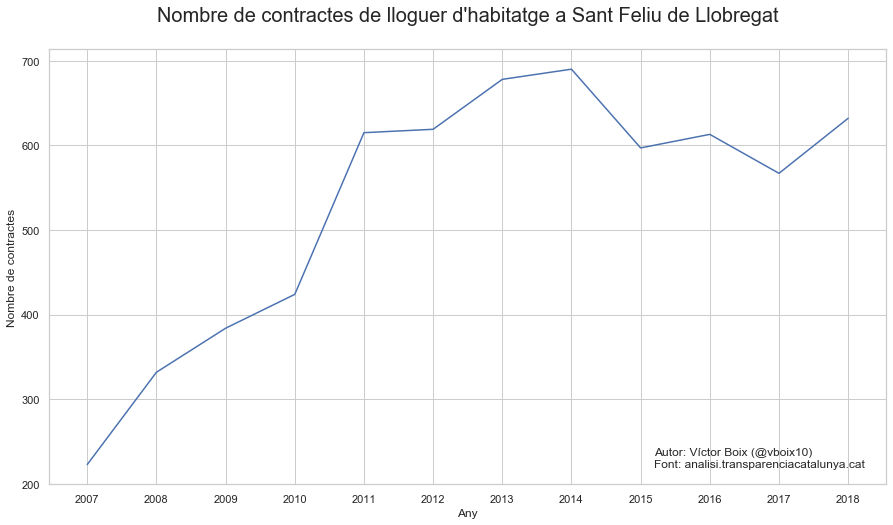 Nombre de contractes de lloguer d'habitatge a Sant Feliu de Llobregat
Nombre de contractes
700
600
500
400
300
200
Autor: Víctor Boix (@vboix10)
Font: analisi.transparenciacatalunya.cat
2007 2008 2009 2010 2011 2012 2013 2014 2015 2016 2017 2018
Any